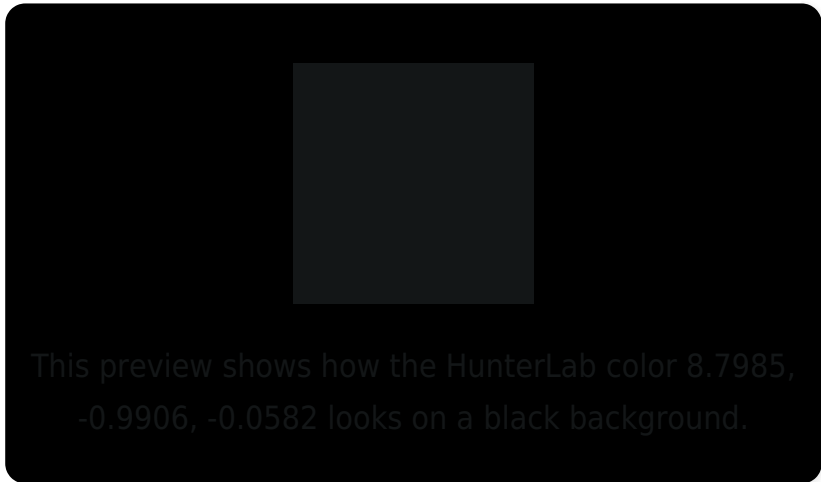 This preview shows how the HunterLab color 8.7985,
-0.9906, -0.0582 looks on a black background.